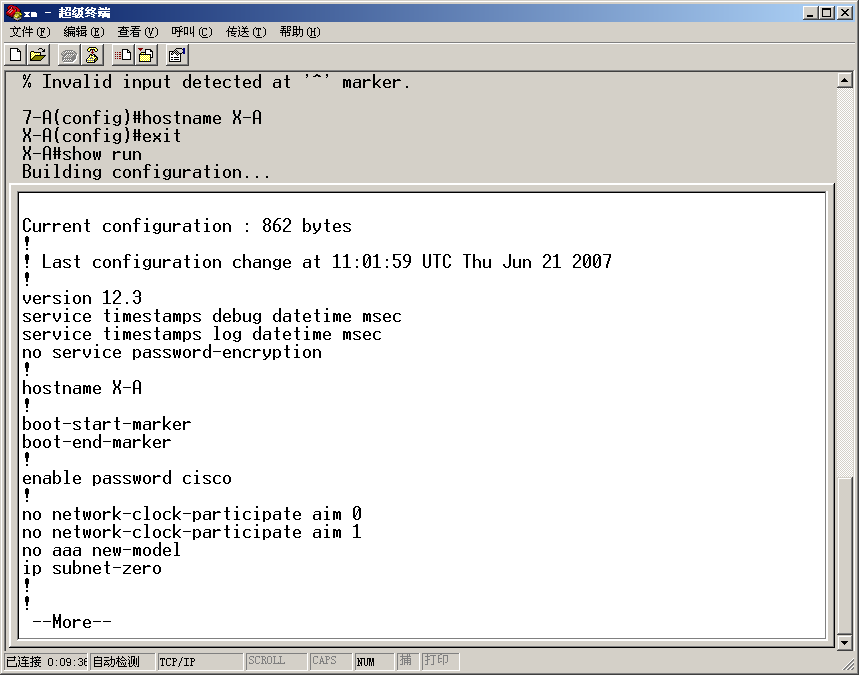 xm - 超级终端
文件(F) 编辑(E) 查看(V) 呼叫(C) 传送(T) 帮助(H)
% Invalid input detected at '^' marker.
7-A(config)#hostname X-A
X-A(config)#exit
X-A#show run
Building configuration...
Current configuration : 862 bytes
!
! Last configuration change at 11:01:59 UTC Thu Jun 21 2007
!
version 12.3
service timestamps debug datetime msec
service timestamps log datetime msec
no service password-encryption
!
hostname X-A
!
boot-start-marker
boot-end-marker
!
enable password cisco
!
no network-clock-participate aim 0
no network-clock-participate aim 1
no aaa new-model
ip subnet-zero
!
!
--More--
已连接 0:09:36 自动检测 TCP/IP SCROLL CAPS NUM 捕 打印